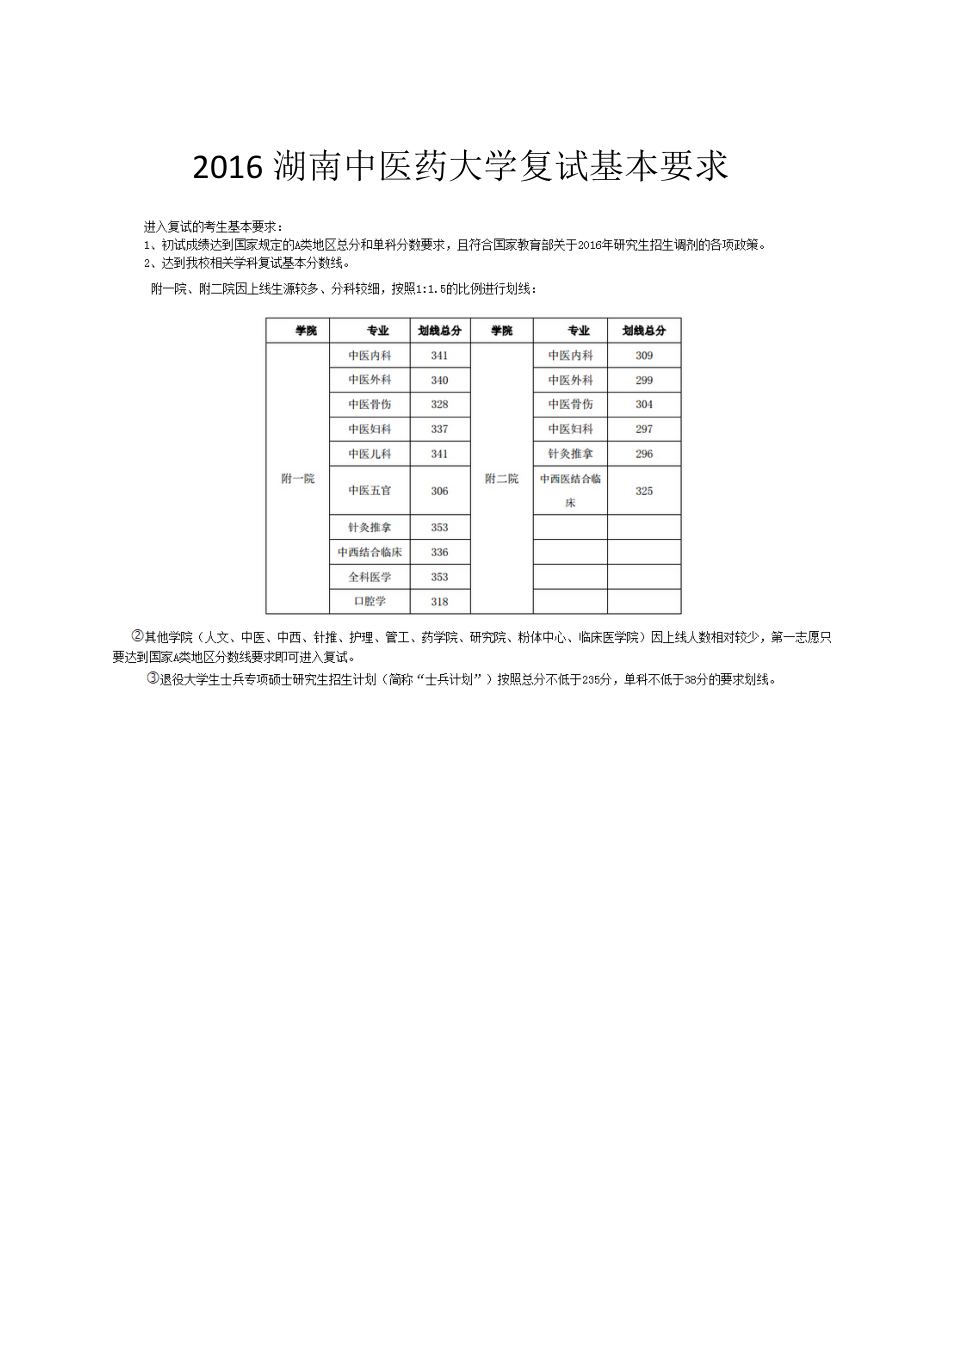 2016 湖南中医药大学复试基本要求
进入复试的考生基本要求：
1、初试成绩达到国家规定的A类地区总分和单科分数要求，且符合国家教育部关于2016年研究生招生调剂的各项政策。
2、达到我校相关学科复试基本分数线。
附一院、附二院因上线生源较多、分科较细，按照1:1.5的比例进行划线：
学院 专业 划线总分 学院 专业 划线总分
中医内科 341 中医内科 309
中医外科 340 中医外科 299
中医骨伤 328 中医骨伤 304
中医妇科 337 中医妇科 297
中医儿科 341 针灸推拿 296
附一院 中医五官 306 附二院 中西医结合临
床 325
针灸推拿 353
中西结合临床 336
全科医学 353
口腔学 318
②其他学院（人文、中医、中西、针推、护理、管工、药学院、研究院、粉体中心、临床医学院）因上线人数相对较少，第一志愿只
要达到国家A类地区分数线要求即可进入复试。
③退役大学生士兵专项硕士研究生招生计划（简称“士兵计划”）按照总分不低于235分，单科不低于38分的要求划线。